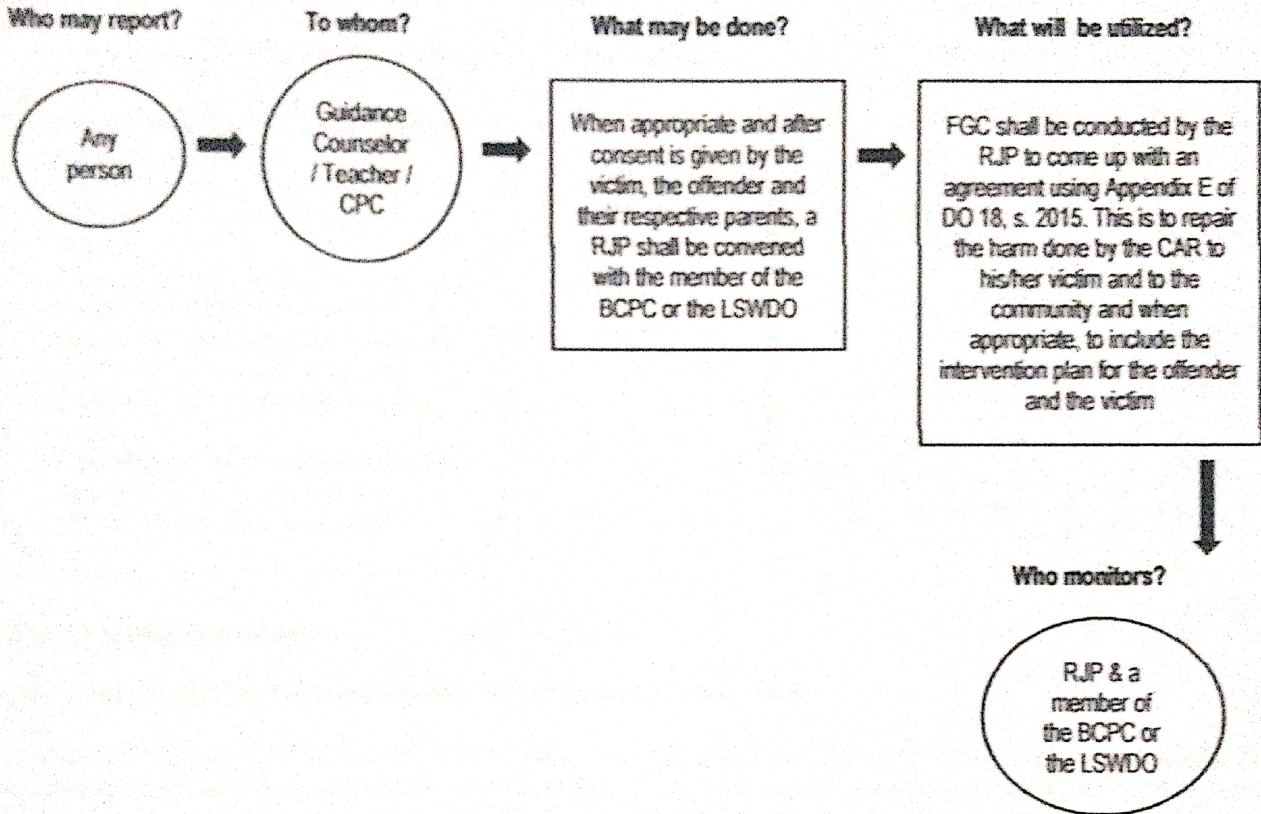 Who may report?
To whom?
What may be done?
What will be utilized?
Any
person
Guidance
Counselor
/ Teacher /
CPC
When appropriate and after
consent is given by the
victim, the offender and
their respective parents, a
RJP shall be convened
with the member of the
BCPC or the LSWDO
FGC shall be conducted by the
RJP to come up with an
agreement using Appendix E of
DO 18, s. 2015. This is to repair
the harm done by the CAR to
his/her victim and to the
community and when
appropriate, to include the
intervention plan for the offender
and the victim
Who monitors?
RJP & a
member of
the BCPC or
the LSWDO